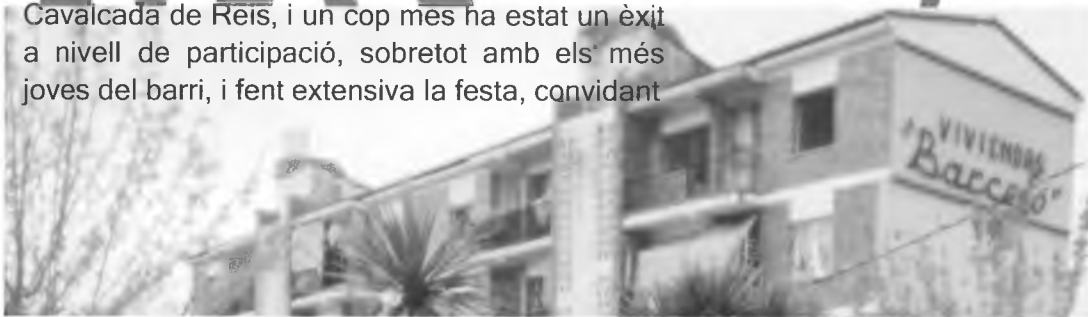 Cavalcada de Reis, i un cop més ha estat un èxit
a nivell de participació, sobretot amb els més
joves del barri, i fent extensiva la festa, convidant
VIVIENDAS
"Barceló"